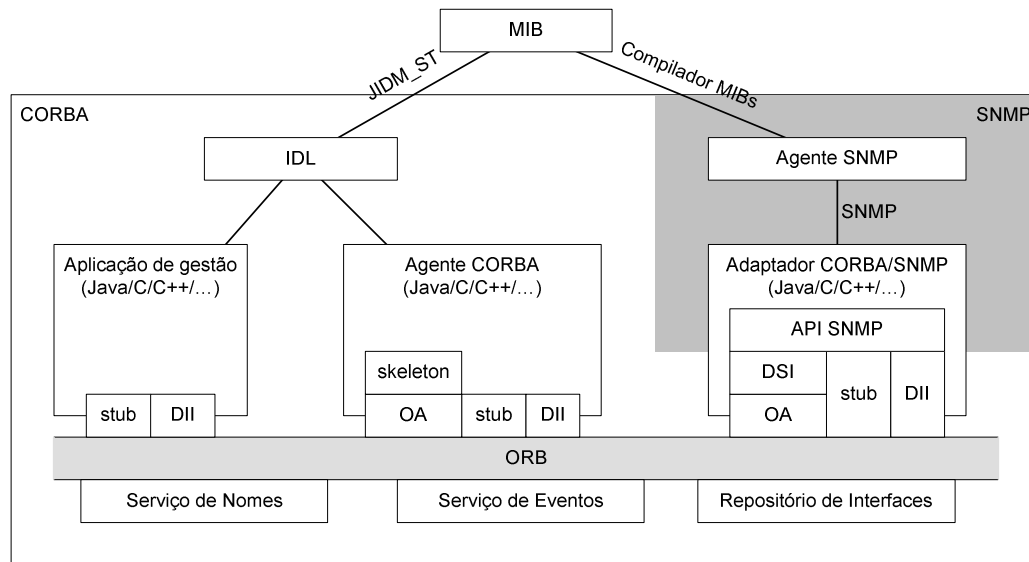 MIB
JIDM_ST
Compilador MIBs
CORBA
SNMP
IDL
Agente SNMP
SNMP
Aplicação de gestão
(Java/C/C++/…)
Agente CORBA
(Java/C/C++/…)
Adaptador CORBA/SNMP
(Java/C/C++/…)
API SNMP
skeleton
DSI
stub
DII
OA
stub
DII
OA
stub
DII
ORB
Serviço de Nomes
Serviço de Eventos
Repositório de Interfaces